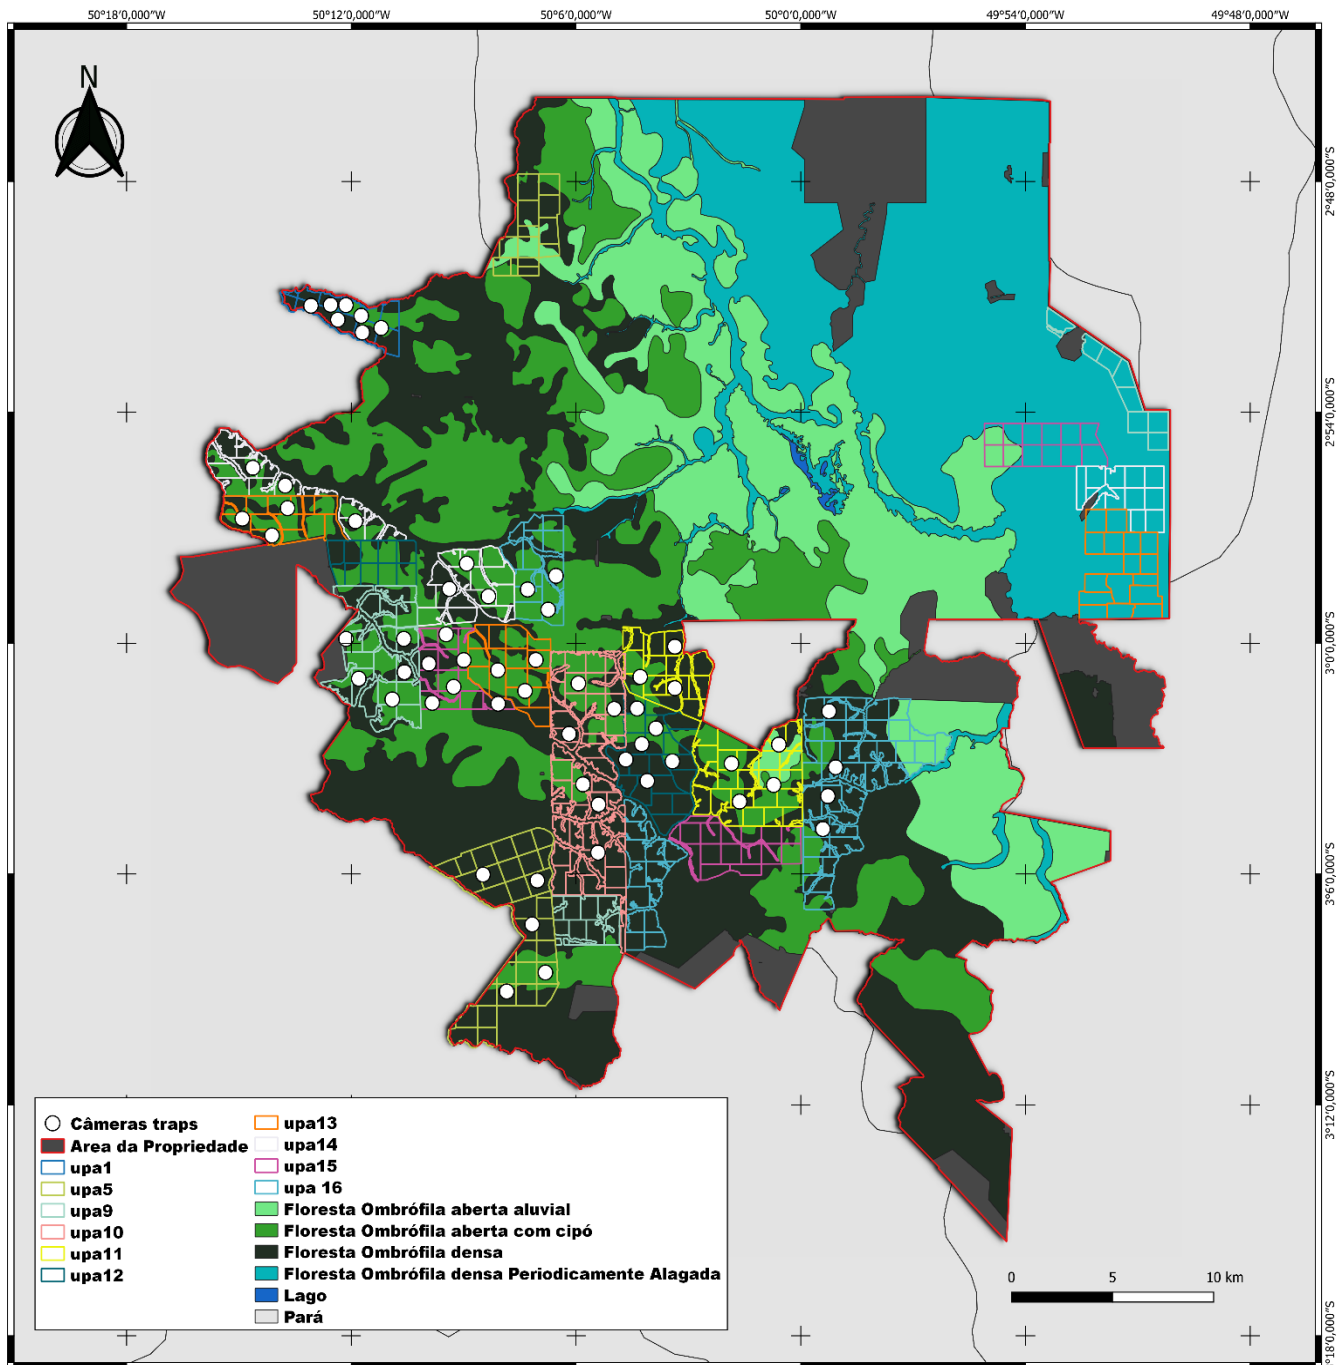 50°18'0,000"W 50°12'0,000"W 50°6'0,000"W 50°0'0,000"W 49°54'0,000"W 49°48'0,000"W
N
2°48'0,000"S
2°54'0,000"S
3°0'0,000"S
3°6'0,000"S
3°12'0,000"S
°18'0,000"S
0 5 10 km
Câmeras traps
Area da Propriedade
upa1
upa5
upa9
upa10
upa11
upa12
upa13
upa14
upa15
upa 16
Floresta Ombrófila aberta aluvial
Floresta Ombrófila aberta com cipó
Floresta Ombrófila densa
Floresta Ombrófila densa Periodicamente Alagada
Lago
Pará